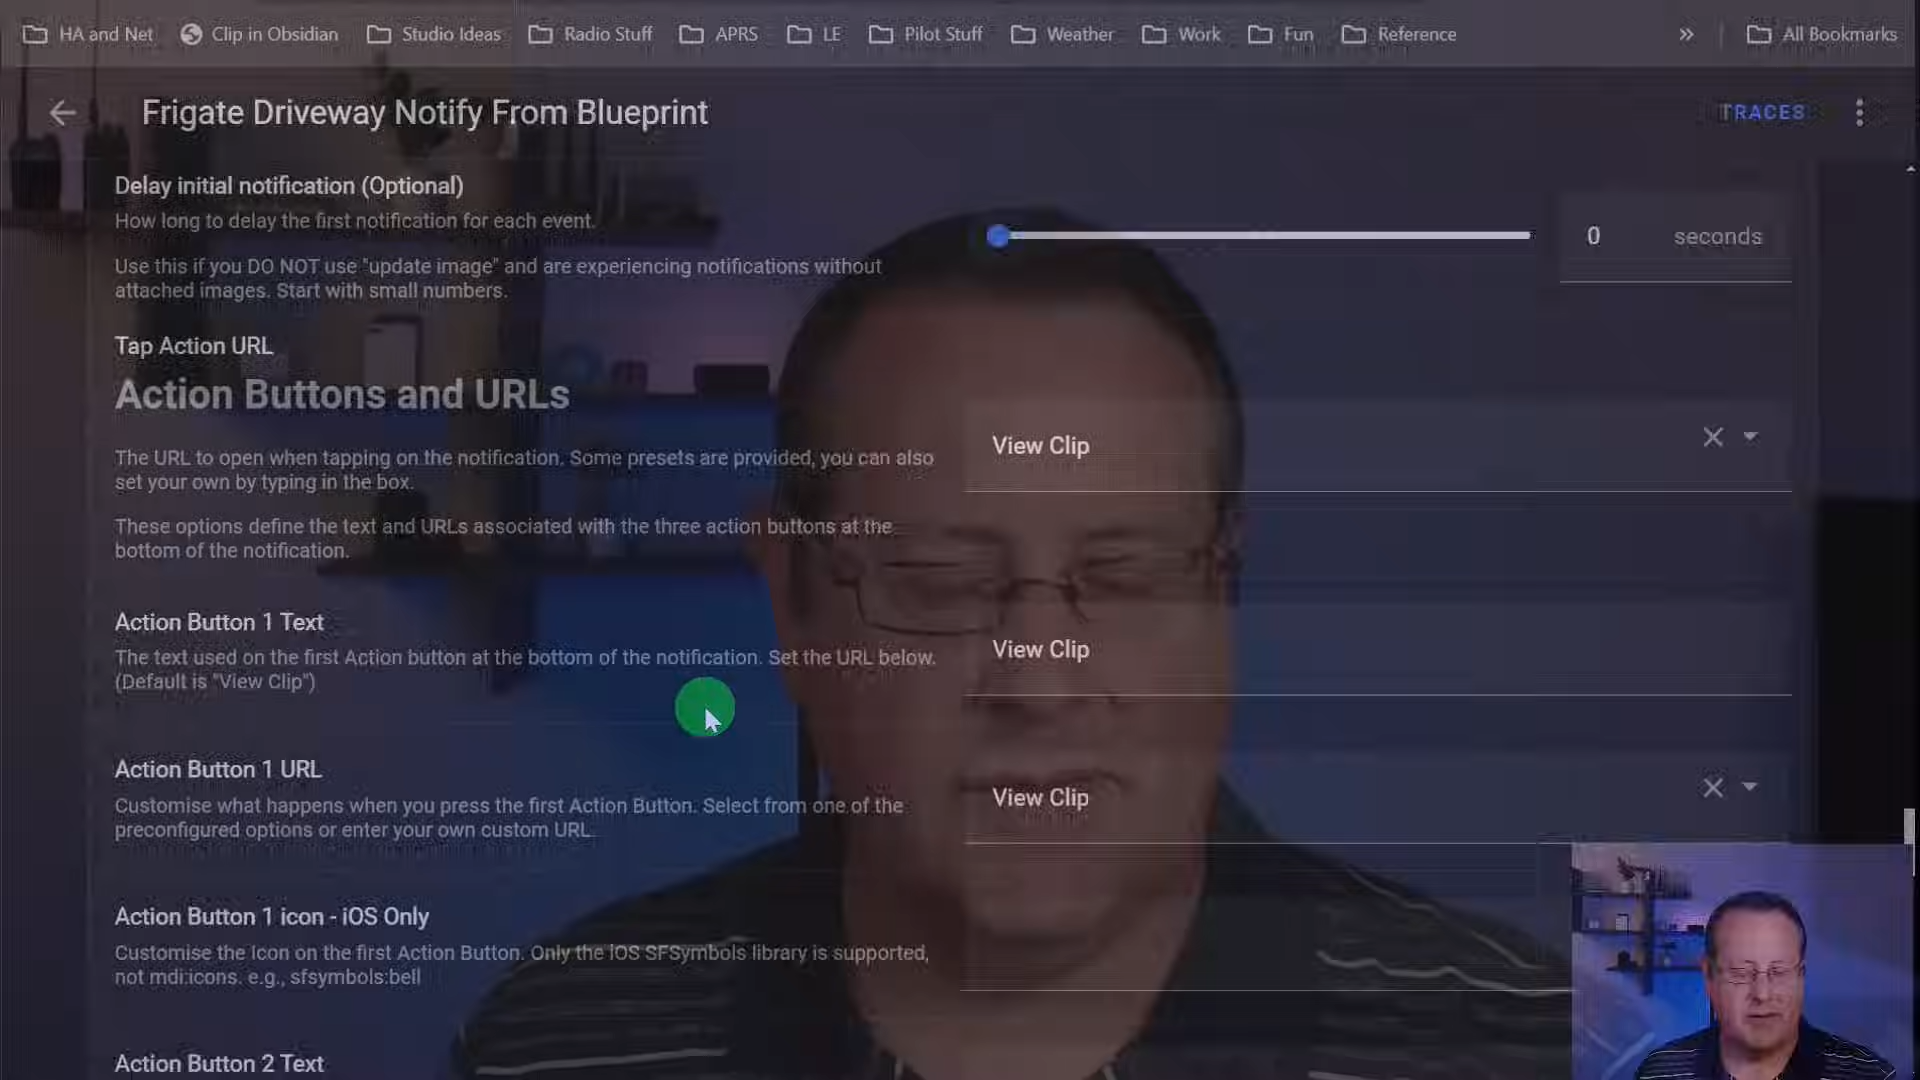 HA and Net Clip in Obsidian Studio Ideas Radio Stuff APRS LE Pilot Stuff Weather Work Fun Reference » All Bookmarks
Frigate Driveway Notify From Blueprint
TRACES
Delay initial notification (Optional)
How long to delay the first notification for each event.
Use this if you DO NOT use "update image" and are experiencing notifications without
attached images. Start with small numbers.
0 seconds
Tap Action URL
Action Buttons and URLs
The URL to open when tapping on the notification. Some presets are provided, you can also
set your own by typing in the box.
These options define the text and URLs associated with the three action buttons at the
bottom of the notification.
View Clip
Action Button 1 Text
The text used on the first Action button at the bottom of the notification. Set the URL below.
(Default is "View Clip")
View Clip
Action Button 1 URL
Customise what happens when you press the first Action Button. Select from one of the
preconfigured options or enter your own custom URL.
View Clip
Action Button 1 icon - iOS Only
Customise the Icon on the first Action Button. Only the iOS SFSymbols library is supported,
not mdi:icons. e.g., sfsymbols:bell
Action Button 2 Text